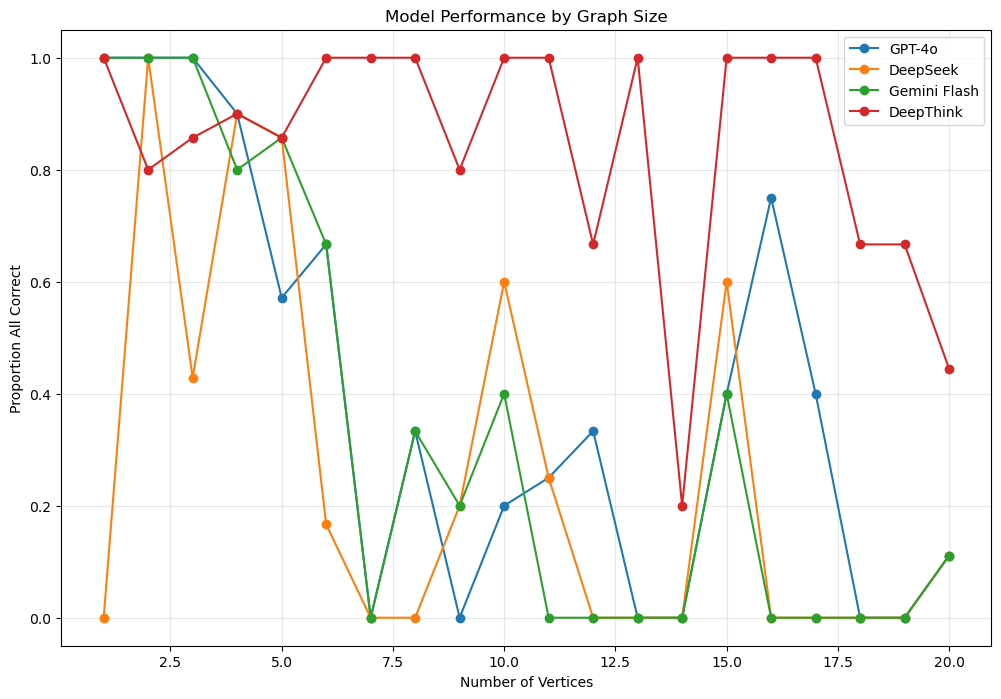 Model Performance by Graph Size
GPT-4o
DeepSeek
Gemini Flash
DeepThink
Proportion All Correct
1.0
0.8
0.6
0.4
0.2
0.0
2.5 5.0 7.5 10.0 12.5 15.0 17.5 20.0
Number of Vertices